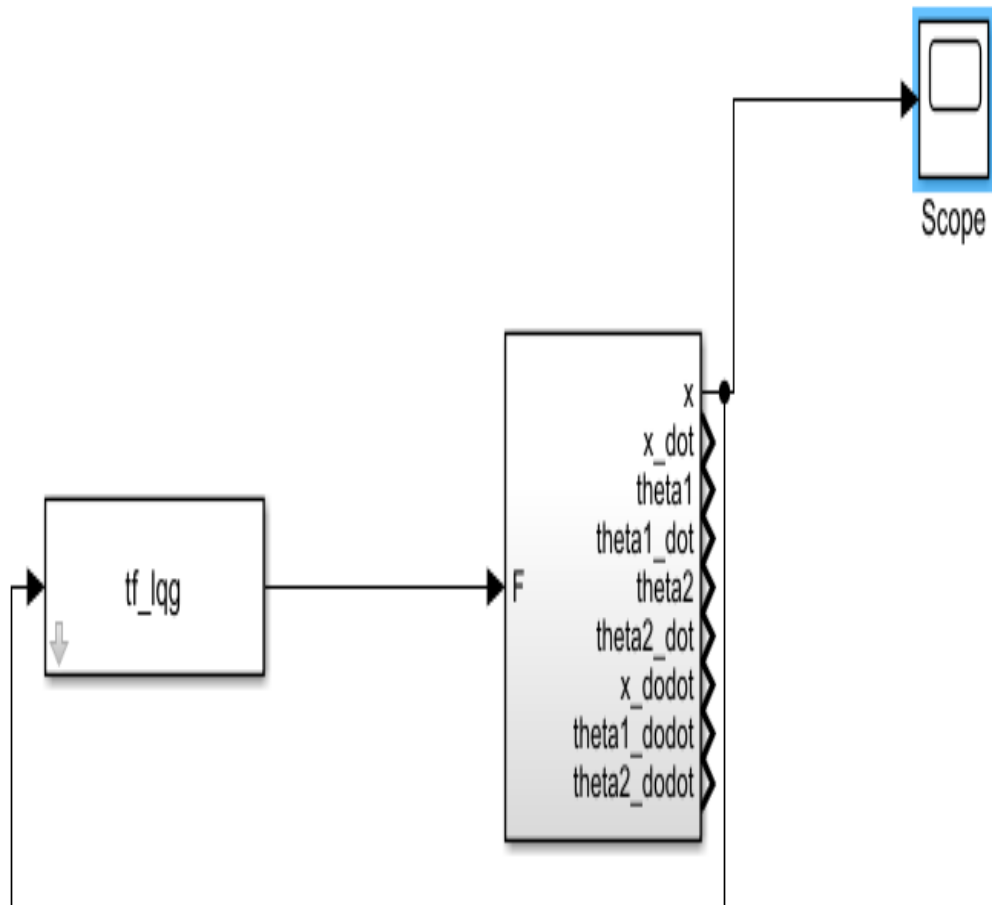 Scope
x
x_dot
theta1
theta1_dot
tf_lqg
F
theta2
theta2_dot
x_dodot
theta1_dodot
theta2_dodot